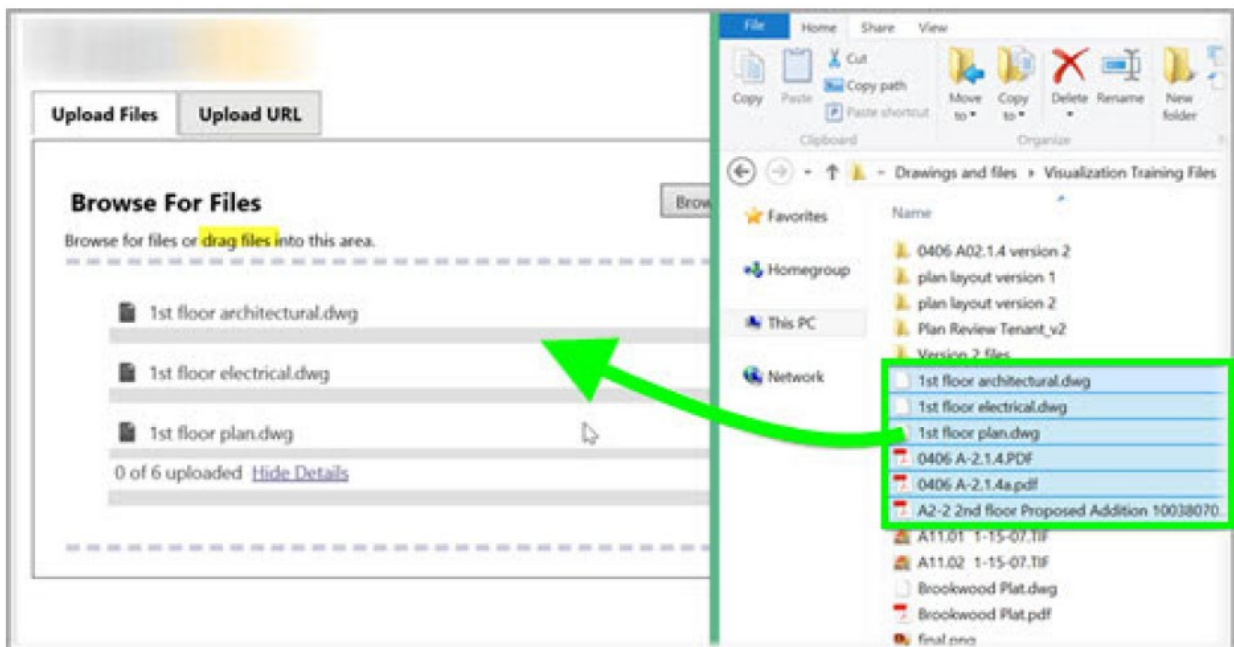 Upload Files
Upload URL
Browse For Files
Brow
Browse for files or drag files into this area.
1st floor architectural.dwg
1st floor electrical.dwg
1st floor plan.dwg
0 of 6 uploaded Hide Details
File Home Share View
Copy
Paste
Cut
Copy path
Paste shortcut
Move to
Copy to
Delete
Rename
New folder
Clipboard
Organize
Drawings and files
Visualization Training Files
Favorites
Homegroup
This PC
Network
Name
0406 A02.1.4 version 2
plan layout version 1
plan layout version 2
Plan Review Tenant_v2
Version 2 files
1st floor architectural.dwg
1st floor electrical.dwg
1st floor plan.dwg
0406 A-2.1.4.PDF
0406 A-2.1.4a.pdf
A2-2 2nd floor Proposed Addition 10038070..
A11.01 1-15-07.TIF
A11.02 1-15-07.TIF
Brookwood Plat.dwg
Brookwood Plat.pdf
final.png